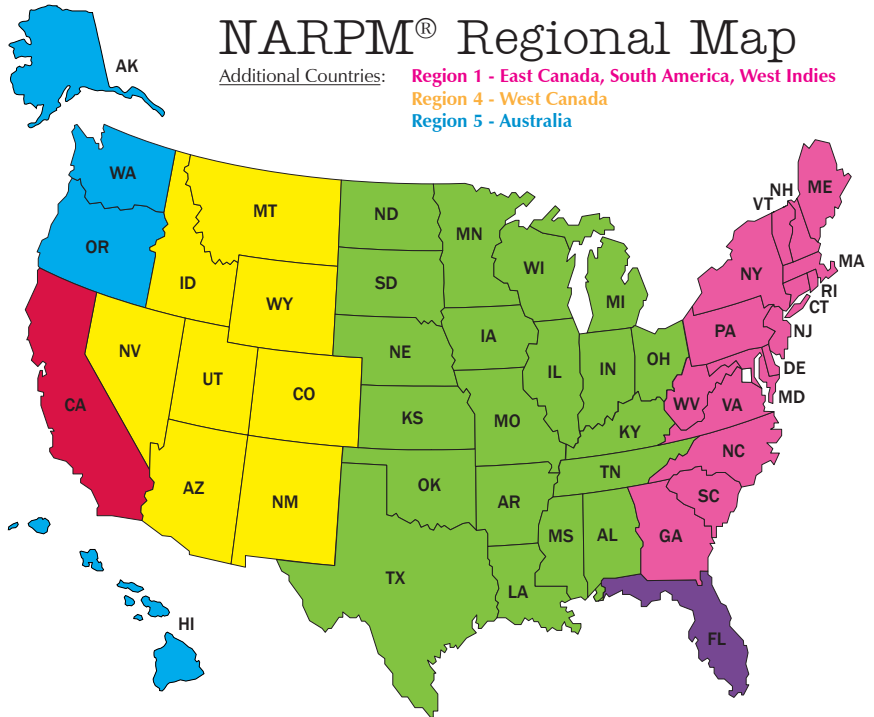 NARPM® Regional Map
Additional Countries: Region 1 - East Canada, South America, West Indies
Region 4 - West Canada
Region 5 - Australia
AK
WA
OR
CA
NV
ID
MT
WY
UT
CO
AZ
NM
ND
SD
NE
KS
OK
TX
MN
IA
MO
AR
LA
WI
IL
MI
IN
OH
KY
TN
MS
AL
GA
FL
SC
NC
VA
WV
PA
NY
VT
NH
ME
MA
RI
CT
NJ
DE
MD
HI